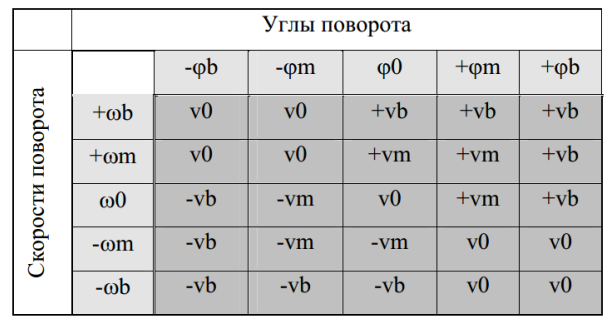 Углы поворота
Скорости поворота
-φb -φm φ0 +φm +φb
+ωb v0 v0 +vb +vb +vb
+ωm v0 v0 +vm +vm +vb
ω0 -vb -vm v0 +vm +vb
-ωm -vb -vm -vm v0 v0
-ωb -vb -vb -vb v0 v0